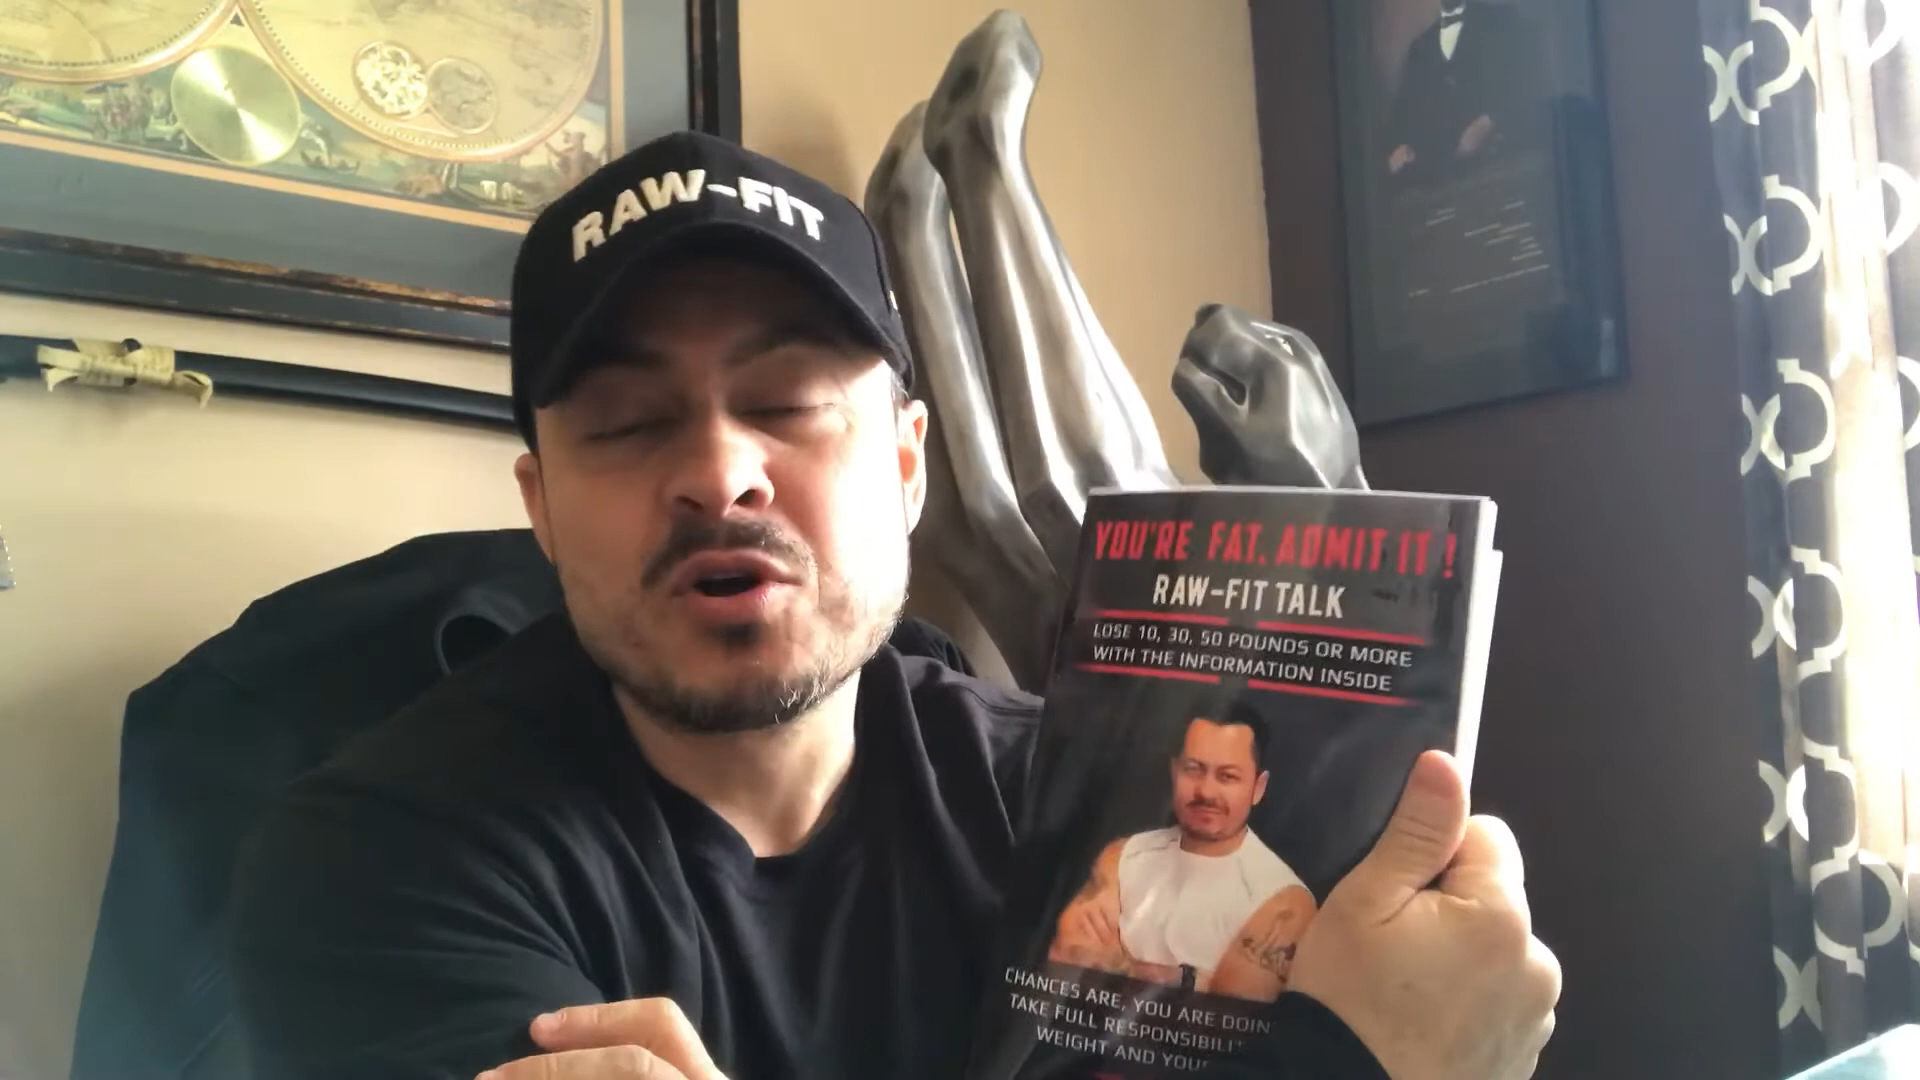 RAW-FIT
YOU'RE FAT. ADMIT IT!
RAW-FIT TALK
LOSE 10, 30, 50 POUNDS OR MORE
WITH THE INFORMATION INSIDE
CHANCES ARE, YOU ARE DOIN
TAKE FULL RESPONSIBILI
WEIGHT AND YOU